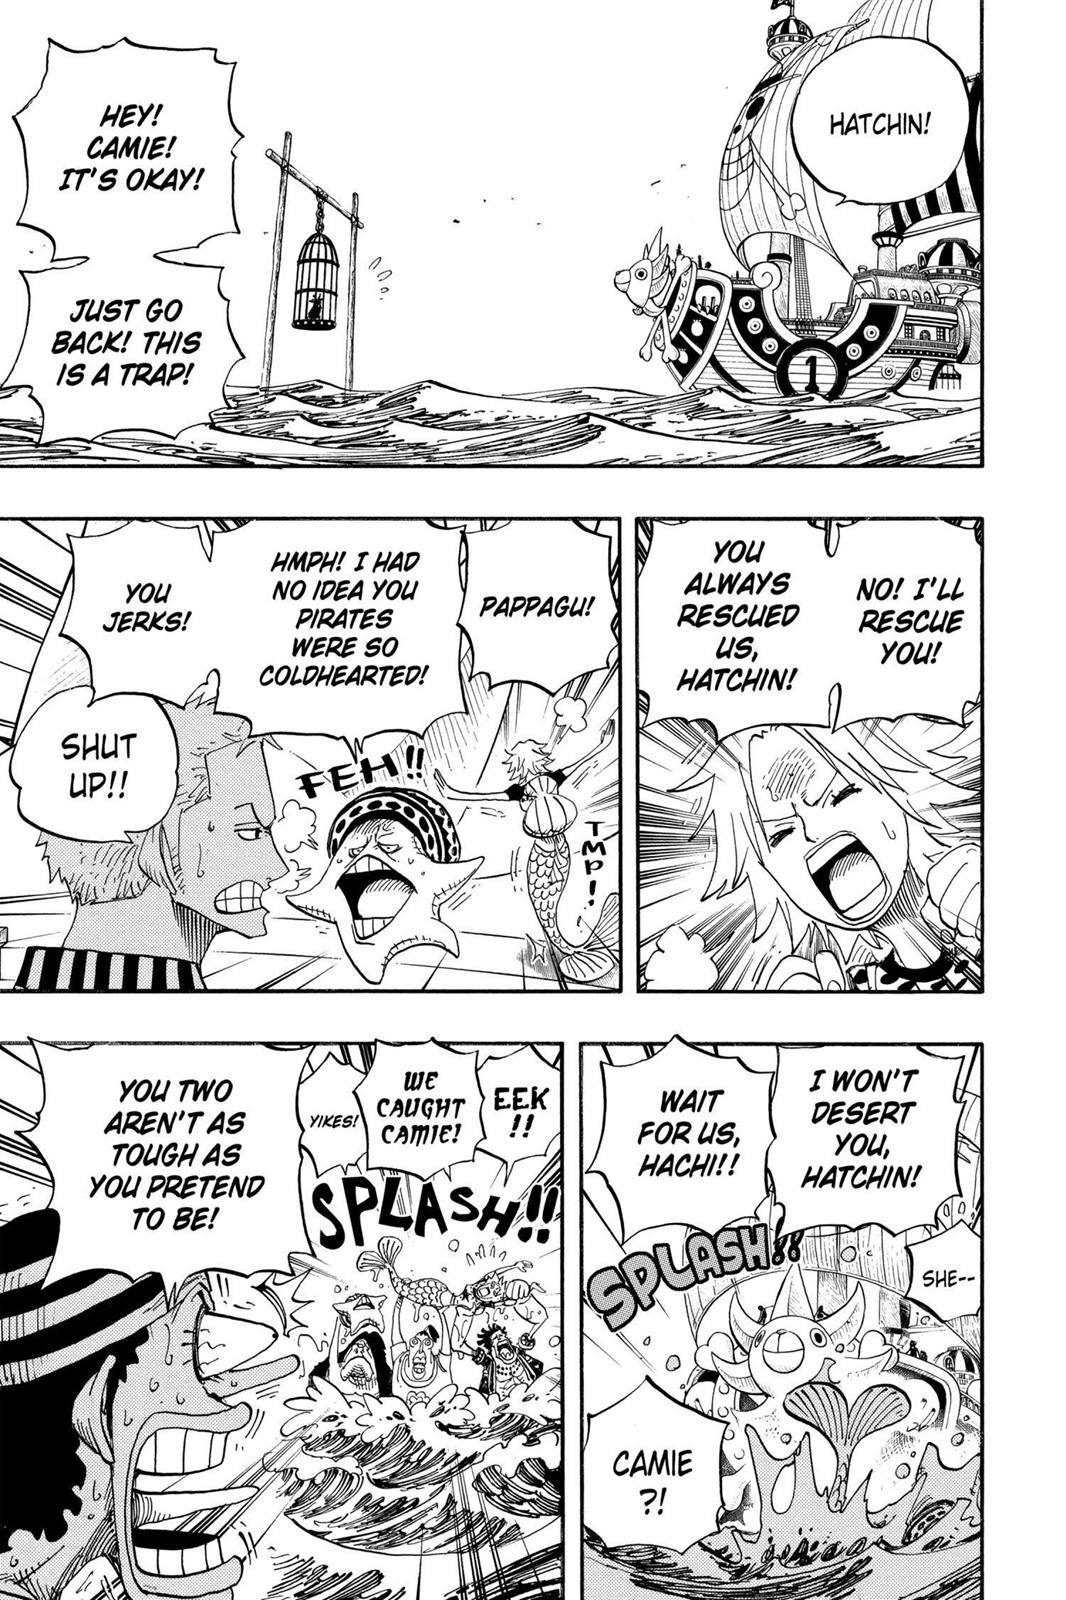 HATCHIN!
HEY!
CAMIE!
IT'S OKAY!
JUST GO
BACK! THIS
IS A TRAP!
1
NO! I'LL
RESCUE
YOU!
YOU
ALWAYS
RESCUED
US,
HATCHIN!
PAPPAGU!
HMPH! I HAD
NO IDEA YOU
PIRATES
WERE SO
COLDHEARTED!
YOU
JERKS!
FEH!!
TMP!
SHUT
UP!!
I WON'T
DESERT
YOU,
HATCHIN!
WAIT
FOR US,
HACHI!!
SHE--
SPLASH!!
CAMIE
?!
EEK
!!
WE
CAUGHT
CAMIE!
YIKES!
SPLASH!!
YOU TWO
AREN'T AS
TOUGH AS
YOU PRETEND
TO BE!